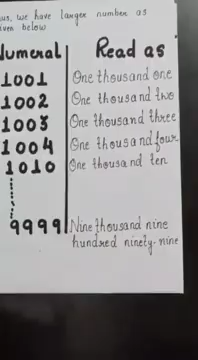 us, we have larger number as
iven below
Numeral Read as
1001 One thousand one
1002 One thousand two
1003 One thousand three
1004 One thousand four
1010 One thousand ten
9999 Nine thousand nine
hundred ninety-nine